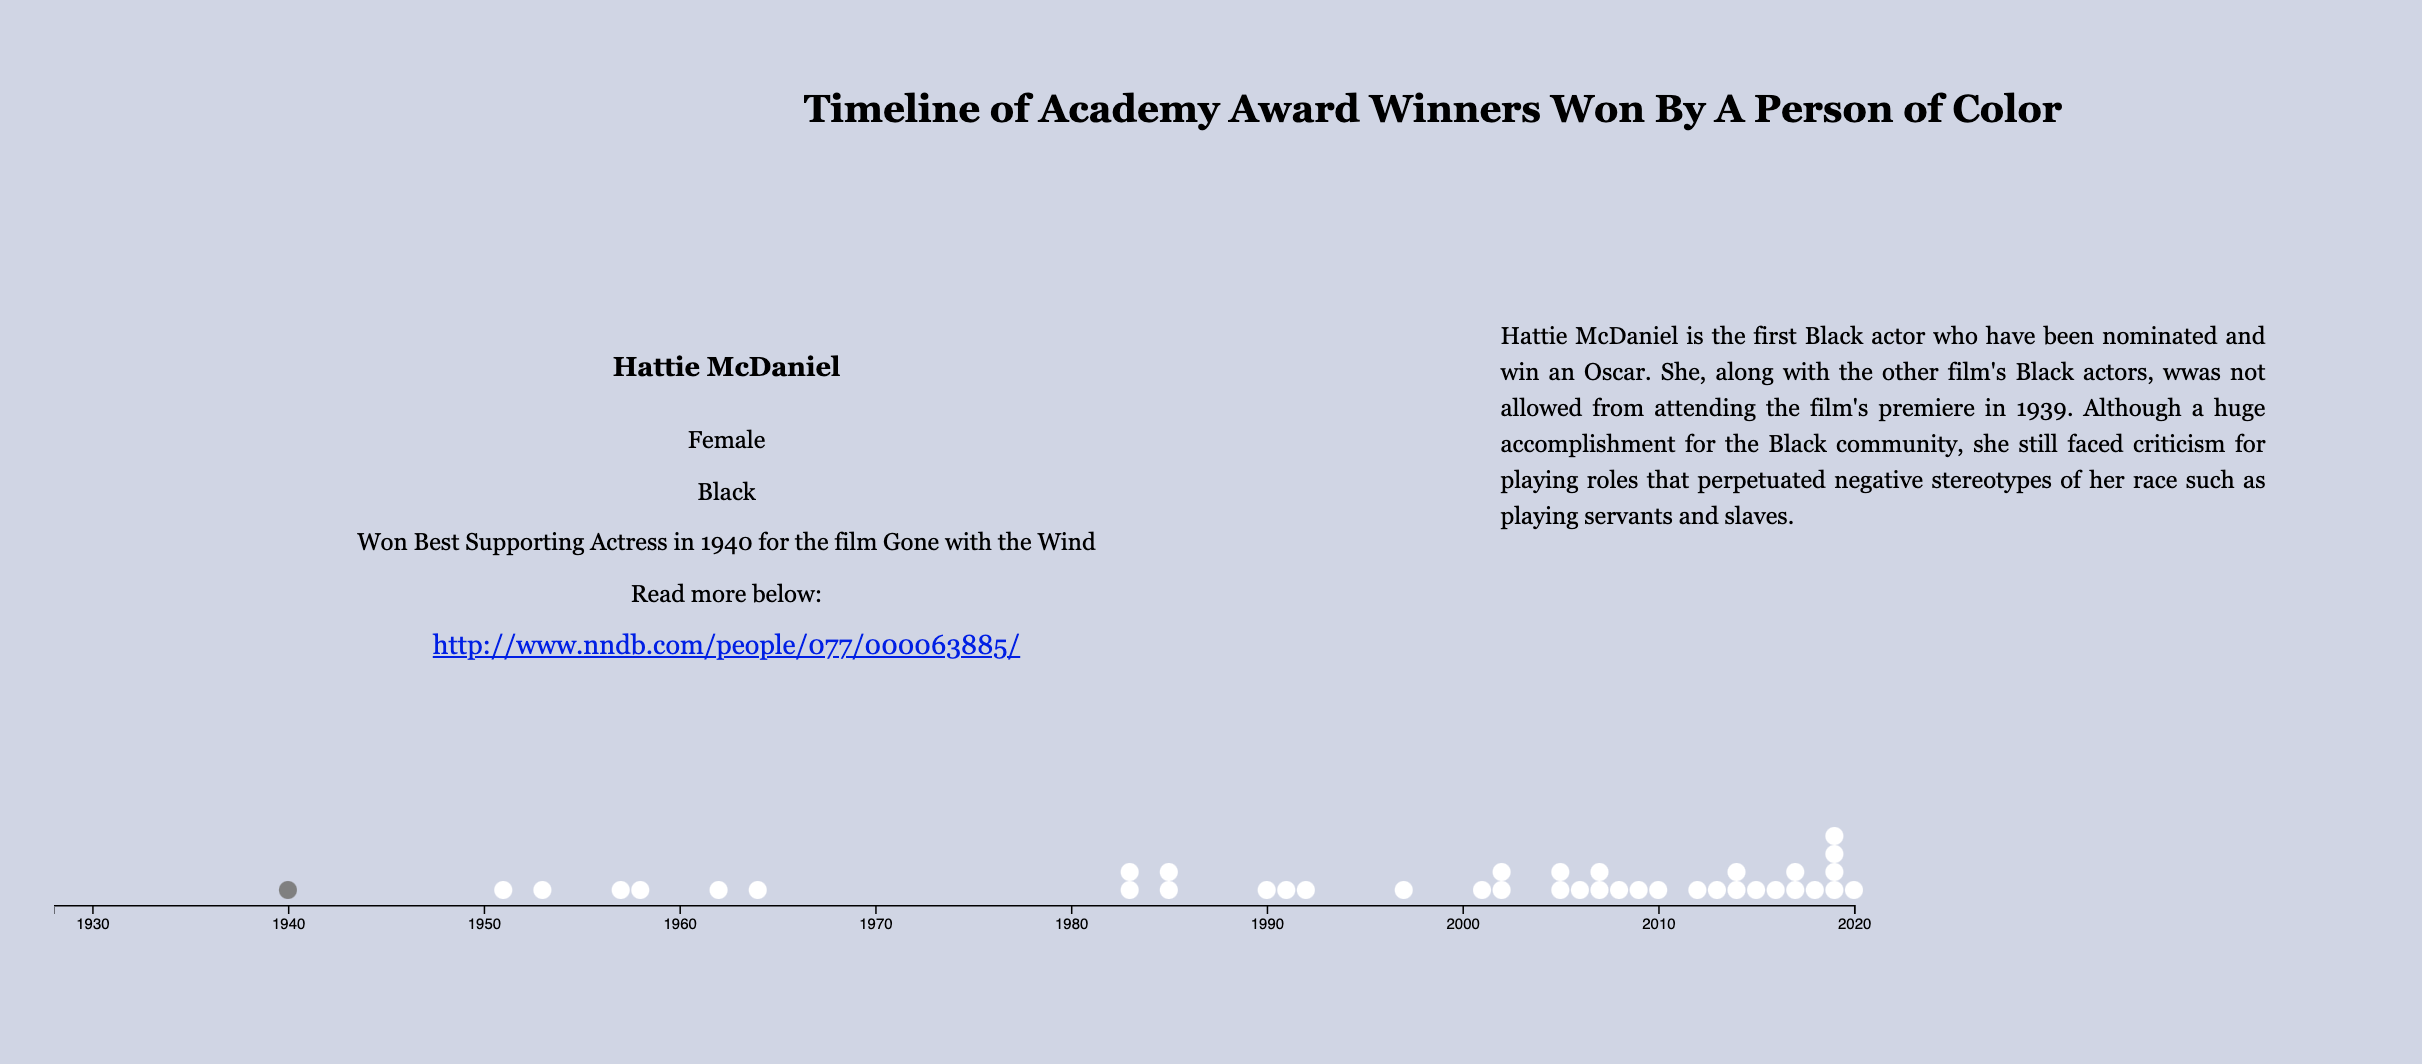 Timeline of Academy Award Winners Won By A Person of Color
Hattie McDaniel
Female
Black
Won Best Supporting Actress in 1940 for the film Gone with the Wind
Read more below:
http://www.nndb.com/people/077/000063885/
Hattie McDaniel is the first Black actor who have been nominated and
win an Oscar. She, along with the other film's Black actors, wwas not
allowed from attending the film's premiere in 1939. Although a huge
accomplishment for the Black community, she still faced criticism for
playing roles that perpetuated negative stereotypes of her race such as
playing servants and slaves.
1930 1940 1950 1960 1970 1980 1990 2000 2010 2020